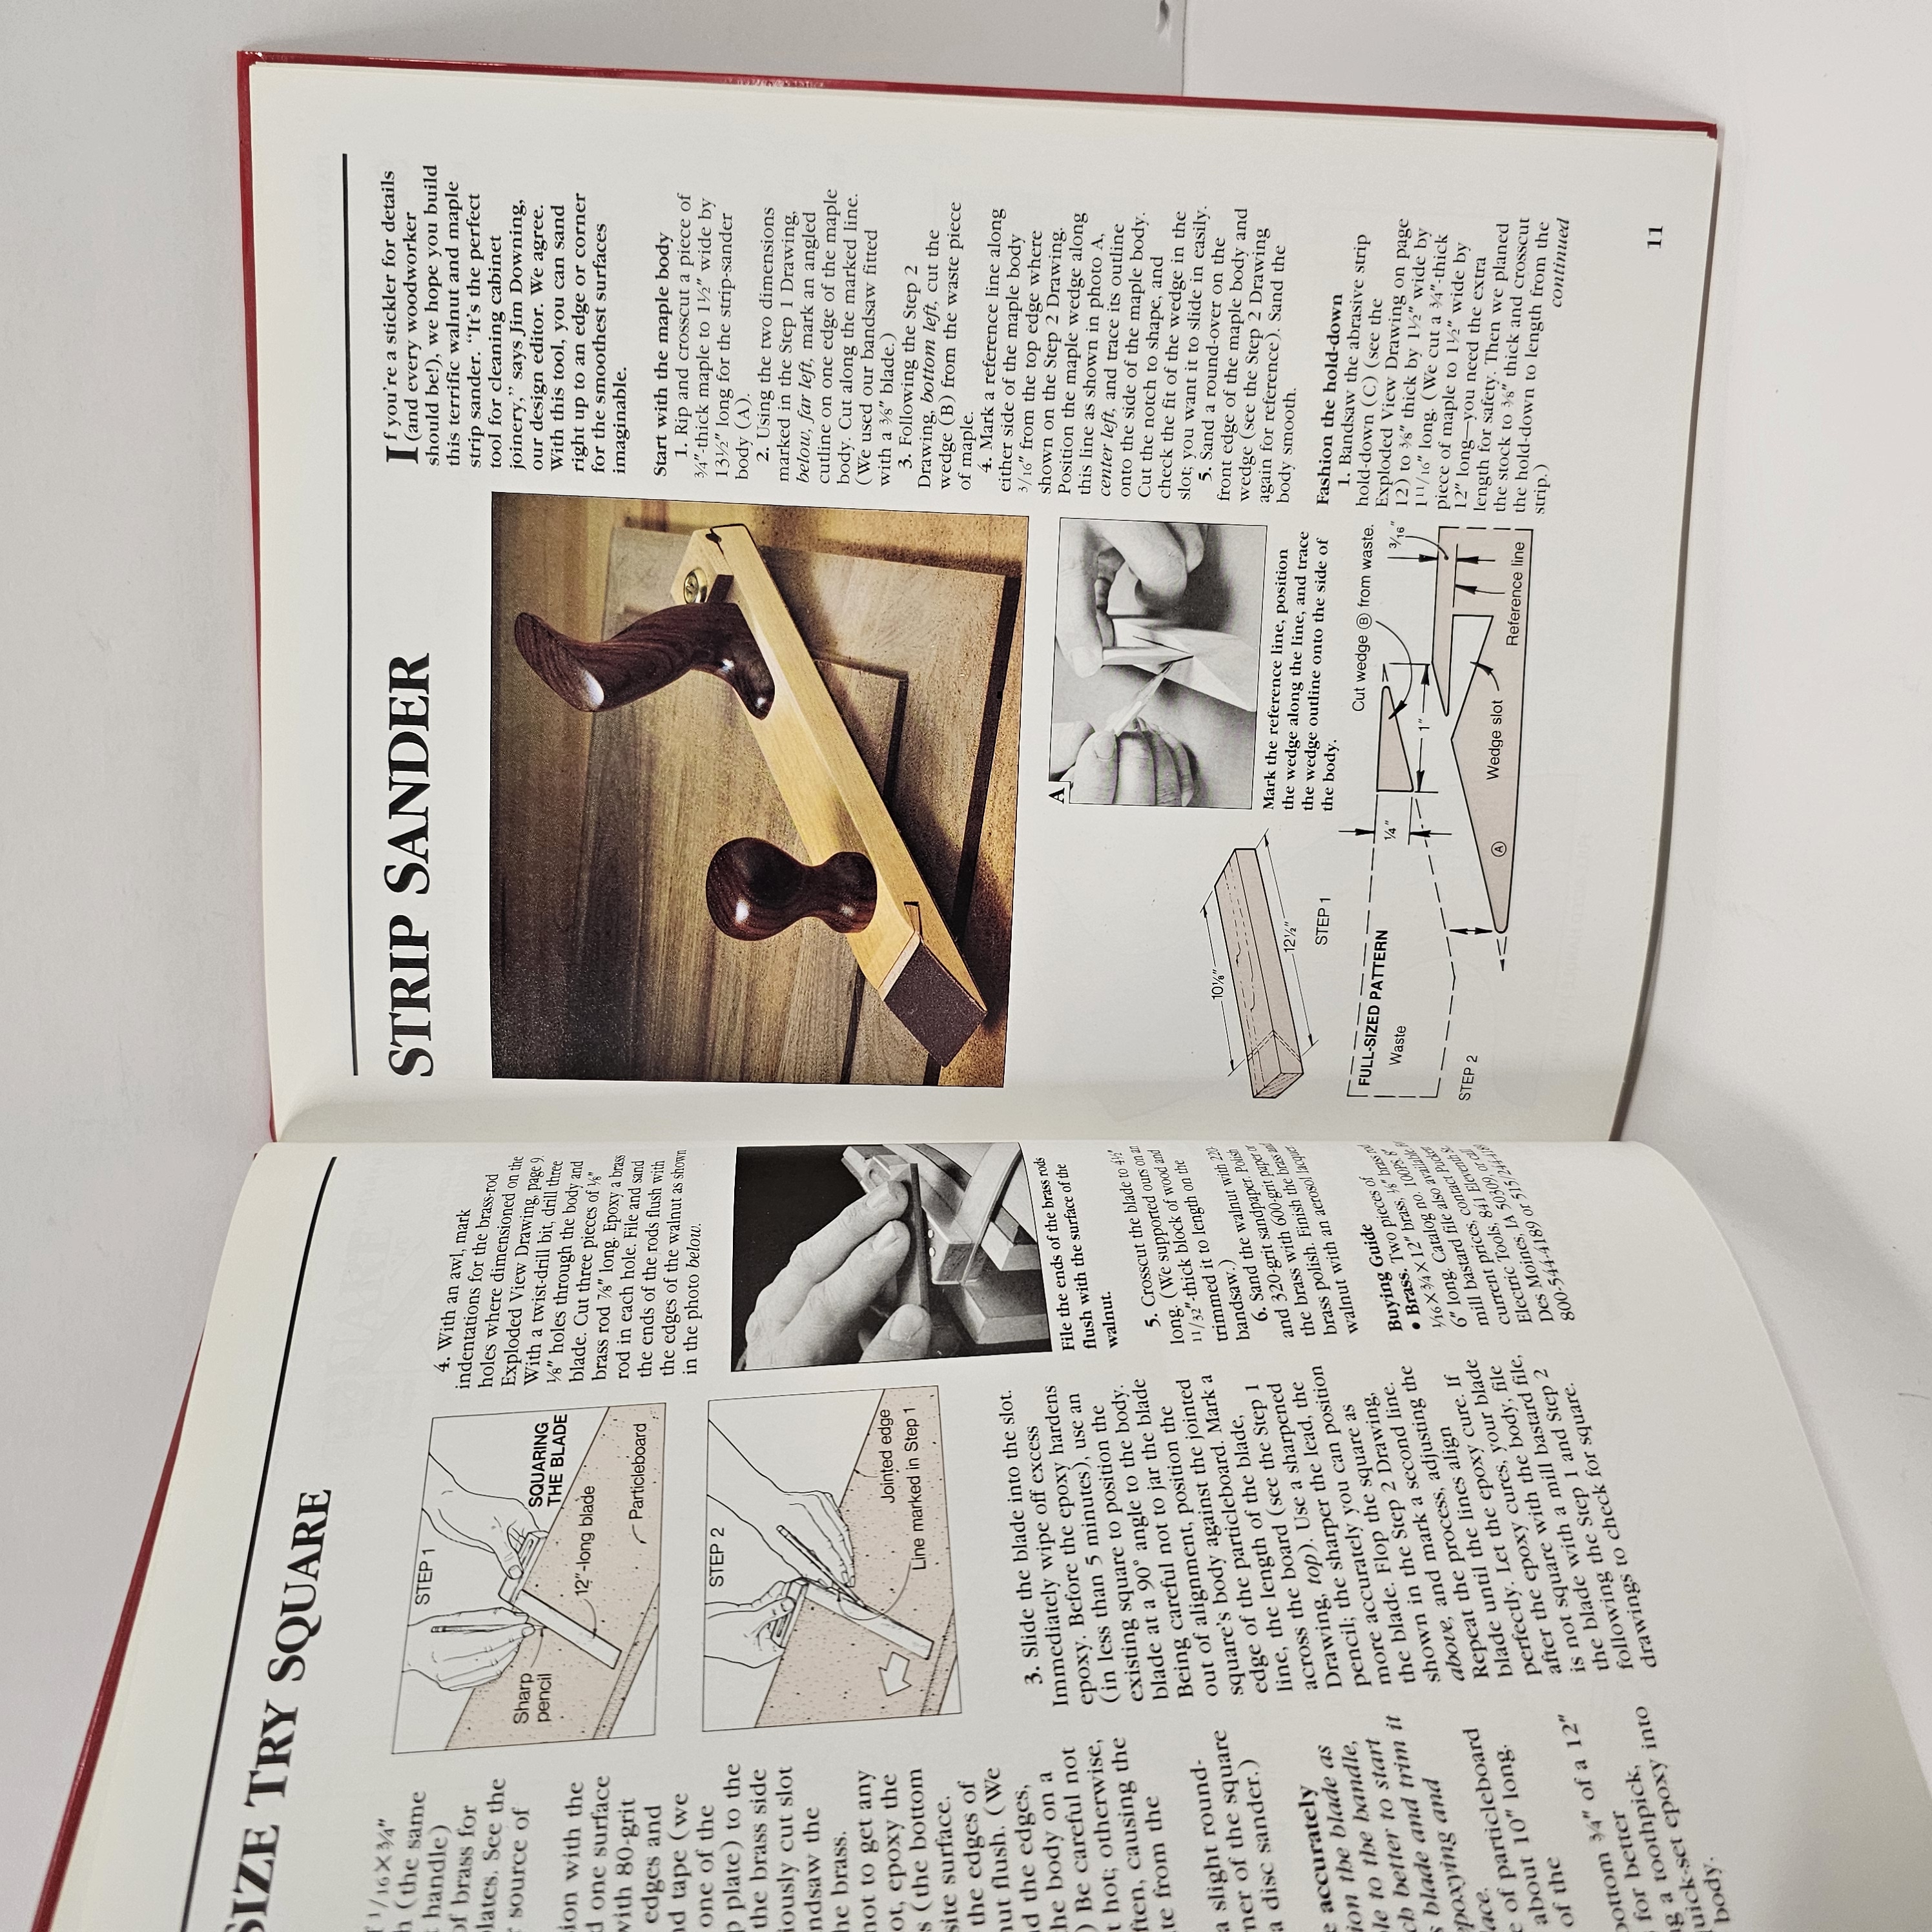 SIZE TRY SQUARE
1/16×3/4"
(the same
handle)
of brass for
plates. See the
source of
with the
one surface
with 80-grit
edges and
tape (we
one of the
plate) to the
the brass side
cut slot
the
he brass.
not to get any
epoxy the
(the bottom
surface.
the edges of
flush. (We
the edges,
the body on a
) Be careful not
hot; otherwise,
causing the
from the
a slight round-
of the square
a disc sander.)
accurately
the blade as
to the handle,
better to start
blade and trim it
epoxying and
of particleboard
about 10" long.
of the
bottom 3/4" of a 12"
for better
a toothpick,
quick-set epoxy into
body.
STEP 1
Sharp
pencil
SQUARING
THE BLADE
12"-long blade
Particleboard
STEP 2
Jointed edge
Line marked in Step 1
3. Slide the blade into the slot.
Immediately wipe off excess
epoxy. Before the epoxy hardens
(in less than 5 minutes), use an
existing square to position the
blade at a 90° angle to the body.
Being careful not to jar the blade
out of alignment, position the
square's body against the jointed
edge of the particleboard. Mark a
line, the length of the blade,
across the board (see the Step 1
Drawing, top). Use a sharpened
pencil; the sharper the lead, the
more accurately you can position
the blade. Flop the square as
shown in the Step 2 Drawing,
above, and mark a second line.
Repeat the process, adjusting the
blade until the lines align
perfectly. Let the epoxy cure. If
after the epoxy cures, your blade
is not square with the body, file
the blade with a mill bastard file,
following the Step 1 and Step 2
drawings to check for square.
4. With an awl, mark
indentations for the brass-rod
holes where dimensioned on the
Exploded View Drawing, page 9.
With a twist-drill bit, drill three
1/8" holes through the body and
blade. Cut three pieces of 1/8"
brass rod 7/8" long. Epoxy a brass
rod in each hole. File and sand
the ends of the rods flush with
the edges of the walnut as shown
in the photo below.
File the ends of the brass rods
flush with the surface of the
walnut.
5. Crosscut the blade to 4½"
long. (We supported ours on an
11/32"-thick block of wood and
trimmed it to length on the
bandsaw.)
6. Sand the walnut with 220-
and 320-grit sandpaper. Polish
the brass with 600-grit paper or
brass polish. Finish the brass and
walnut with an aerosol lacquer.
Buying Guide
• Brass. Two pieces of
1/16×3/4×12" brass, 1/8" brass rod
6" long. Catalog no. 100PS. 8"
mill bastard file also available. For
current prices, contact Puckett
Electric Tools, 841 Eleventh St.,
Des Moines, IA 50309, or call
800-544-4189 or 515/244-4189.
STRIP SANDER
If you're a stickler for details
(and every woodworker
should be!), we hope you build
this terrific walnut and maple
strip sander. “It's the perfect
tool for cleaning cabinet
joinery,” says Jim Downing,
our design editor. We agree.
With this tool, you can sand
right up to an edge or corner
for the smoothest surfaces
imaginable.
Start with the maple body
1. Rip and crosscut a piece of
3/4"-thick maple to 1½" wide by
13½" long for the strip-sander
body (A).
2. Using the two dimensions
marked in the Step 1 Drawing,
below, far left, mark an angled
cutline on one edge of the maple
body. Cut along the marked line.
(We used our bandsaw fitted
with a 3/8" blade.)
3. Following the Step 2
Drawing, bottom left, cut the
wedge (B) from the waste piece
of maple.
4. Mark a reference line along
either side of the maple body
3/16" from the top edge where
shown on the Step 2 Drawing.
Position the maple wedge along
this line as shown in photo A,
center left, and trace its outline
onto the side of the maple body.
Cut the notch to shape, and
check the fit of the wedge in the
slot; you want it to slide in easily.
5. Sand a round-over on the
front edge of the maple body and
wedge (see the Step 2 Drawing
again for reference). Sand the
body smooth.
Fashion the hold-down
1. Bandsaw the abrasive strip
hold-down (C) (see the
Exploded View Drawing on page
12) to 3/8" thick by 1½" wide by
1 11/16" long. (We cut a 3/4"-thick
piece of maple to 1½" wide by
12" long—you need the extra
length for safety. Then we planed
the stock to 3/8" thick and crosscut
the hold-down to length from the
strip.)
continued
A
Mark the reference line, position
the wedge along the line, and trace
the wedge outline onto the side of
the body.
10⅛"
12½"
STEP 1
FULL-SIZED PATTERN
Waste
Cut wedge Ⓑ from waste.
¼"
1"
3/16"
STEP 2
Ⓐ
Wedge slot
Reference line
11